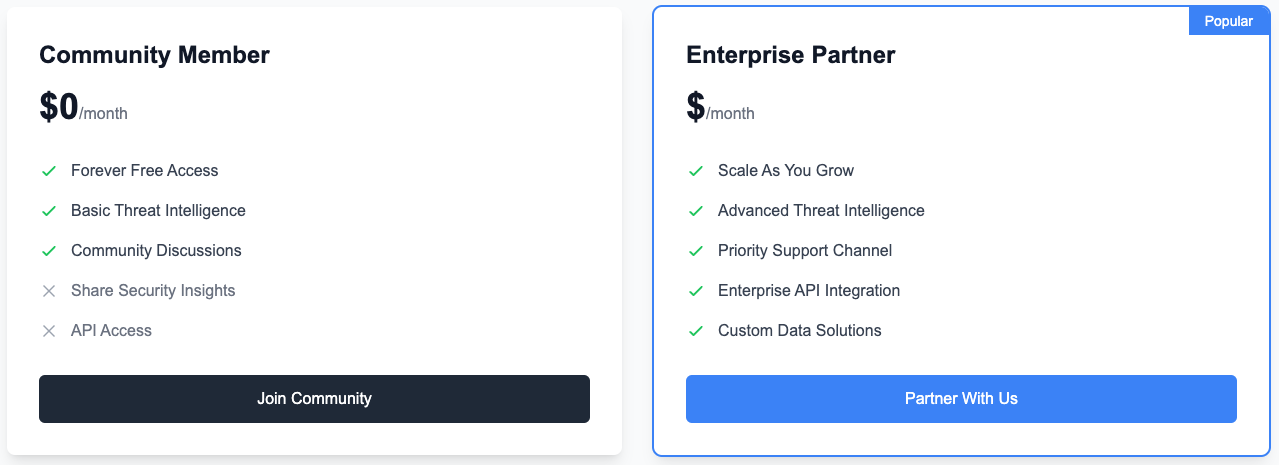 Community Member
$0/month
Forever Free Access
Basic Threat Intelligence
Community Discussions
Share Security Insights
API Access
Join Community
Popular
Enterprise Partner
$/month
Scale As You Grow
Advanced Threat Intelligence
Priority Support Channel
Enterprise API Integration
Custom Data Solutions
Partner With Us